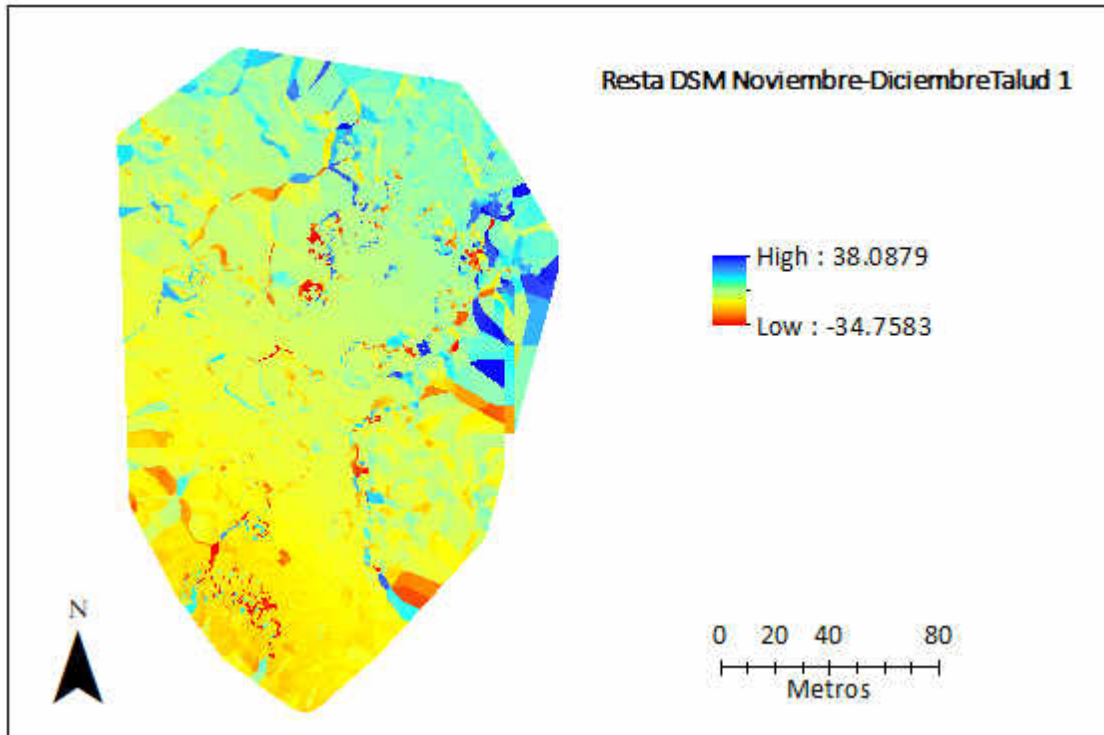 Resta DSM Noviembre-DiciembreTalud 1
High : 38.0879
Low : -34.7583
N
0 20 40 80
Metros